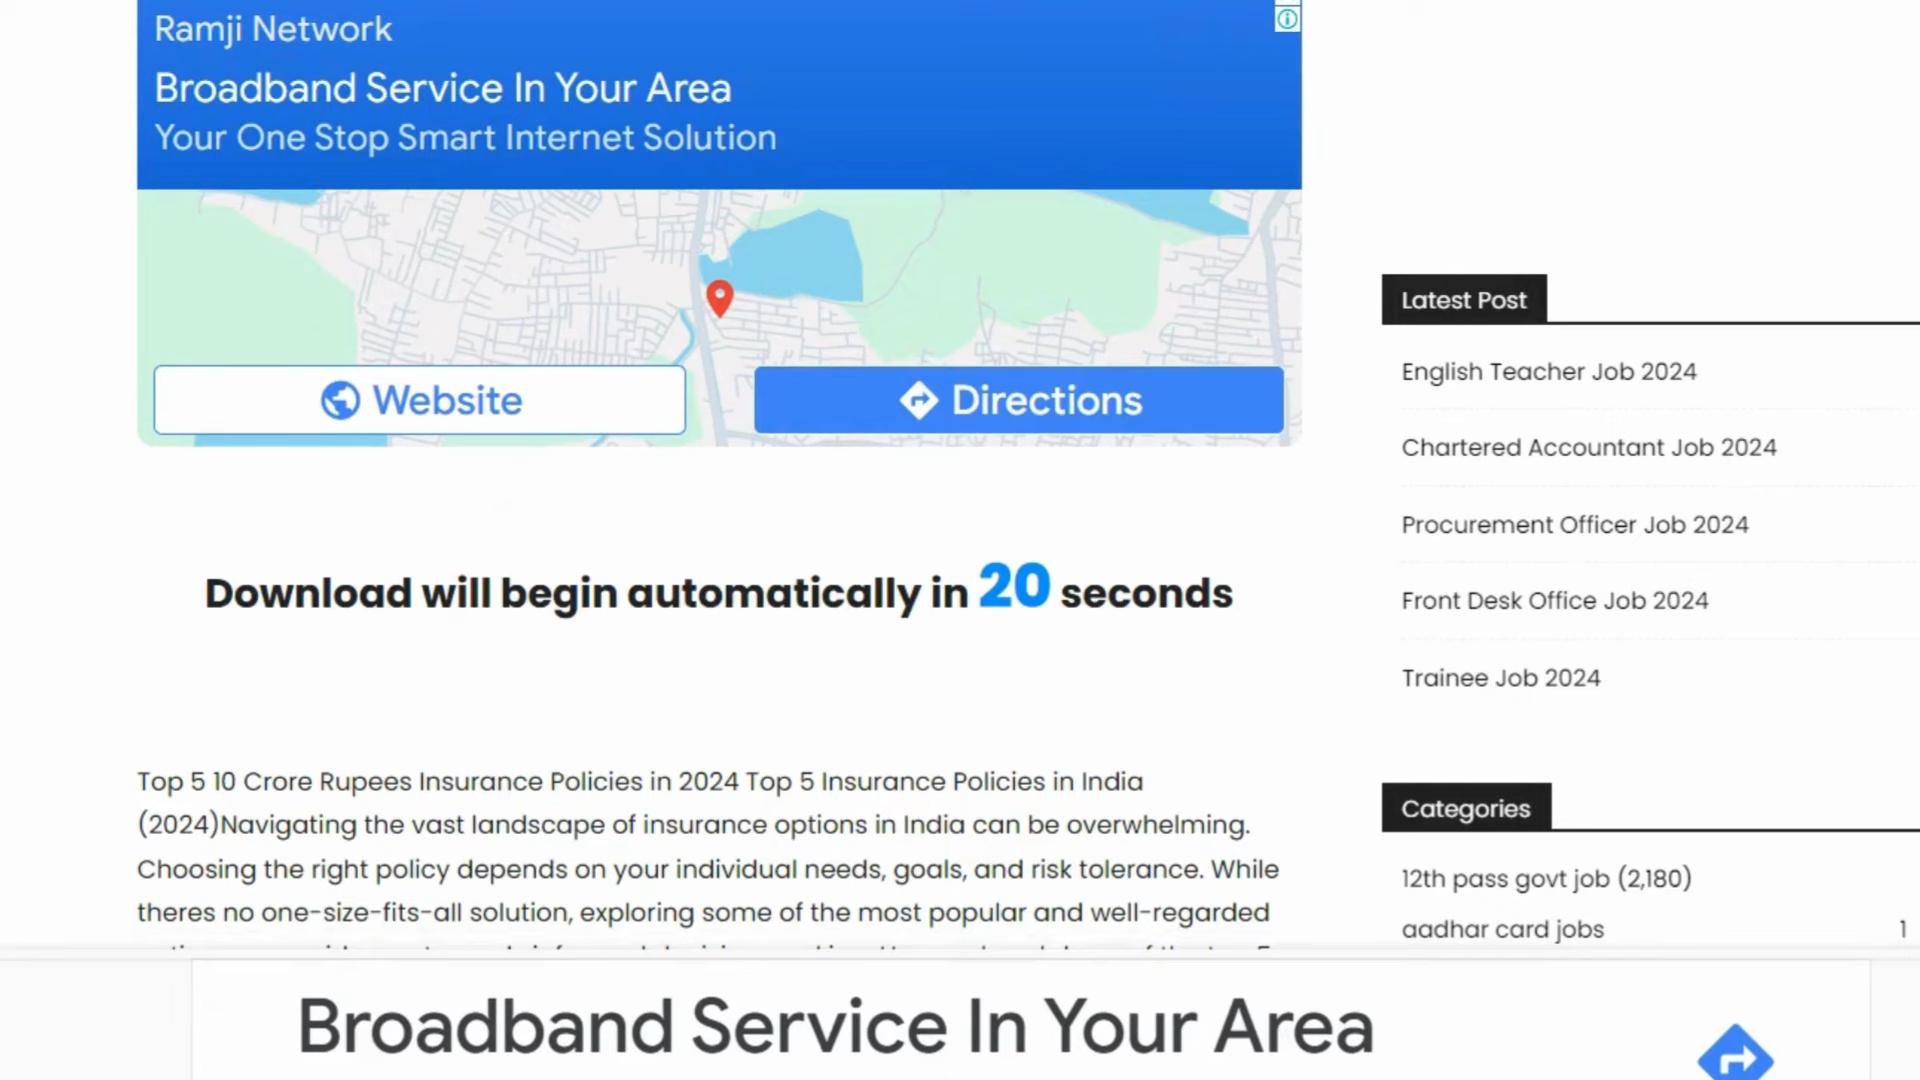 Ramji Network
Broadband Service In Your Area
Your One Stop Smart Internet Solution
Website
Directions
Download will begin automatically in 20 seconds
Top 5 10 Crore Rupees Insurance Policies in 2024 Top 5 Insurance Policies in India
(2024)Navigating the vast landscape of insurance options in India can be overwhelming.
Choosing the right policy depends on your individual needs, goals, and risk tolerance. While
theres no one-size-fits-all solution, exploring some of the most popular and well-regarded
Latest Post
English Teacher Job 2024
Chartered Accountant Job 2024
Procurement Officer Job 2024
Front Desk Office Job 2024
Trainee Job 2024
Categories
12th pass govt job (2,180)
aadhar card jobs 1
Broadband Service In Your Area